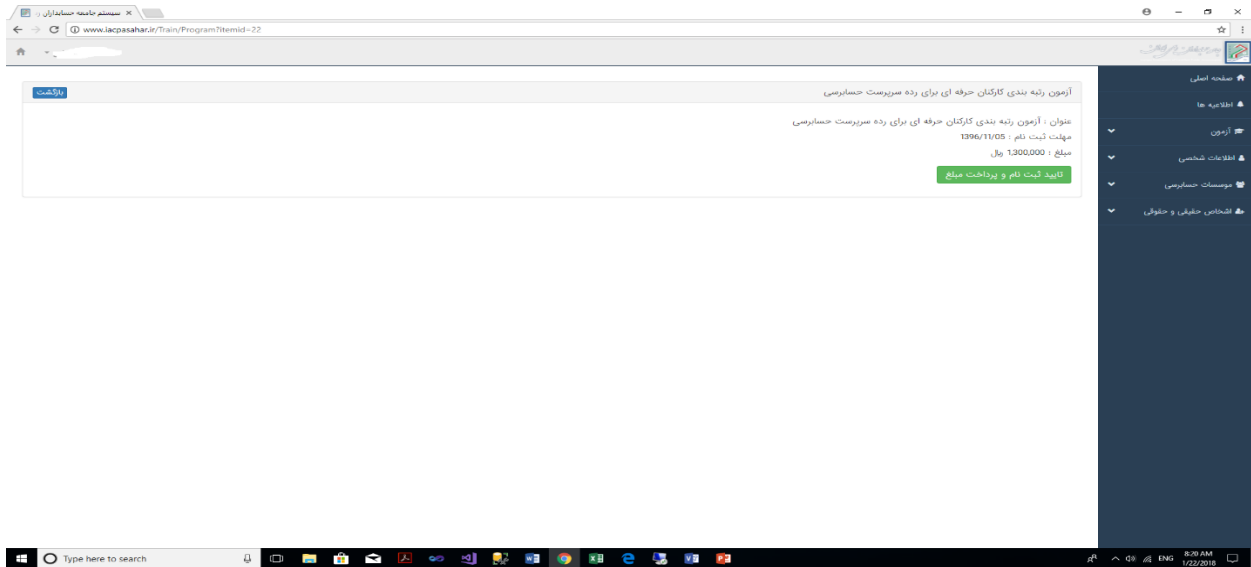 سیستم جامعه حسابداران ر
www.iacpasahar.ir/Train/Program?itemid=22
صفحه اصلی
اطلاعیه ها
آزمون
اطلاعات شخصی
موسسات حسابرسی
اشخاص حقیقی و حقوقی
آزمون رتبه بندی کارکنان حرفه ای برای رده سرپرست حسابرسی
بازگشت
عنوان : آزمون رتبه بندی کارکنان حرفه ای برای رده سرپرست حسابرسی
مهلت ثبت نام : 1396/11/05
مبلغ : 1,300,000 ریال
تایید ثبت نام و پرداخت مبلغ
Type here to search
ENG
8:20 AM
1/22/2018